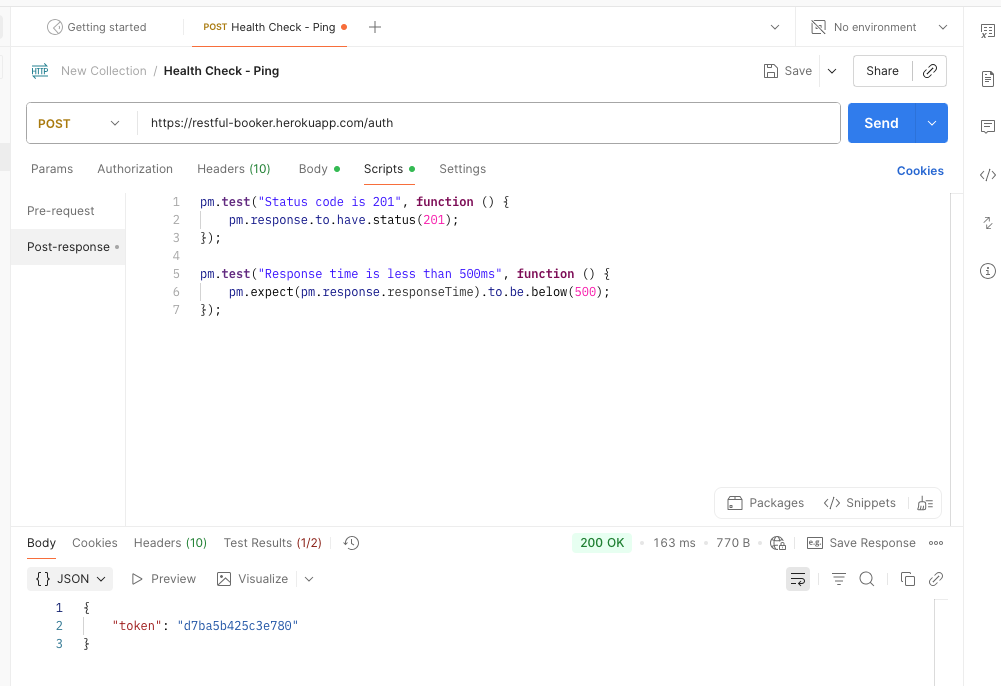 Getting started
POST Health Check - Ping
No environment
HTTP New Collection / Health Check - Ping
Save
Share
POST https://restful-booker.herokuapp.com/auth
Send
Params Authorization Headers (10) Body Scripts Settings
Cookies
Pre-request
Post-response
1 pm.test("Status code is 201", function () {
2 pm.response.to.have.status(201);
3 });
4
5 pm.test("Response time is less than 500ms", function () {
6 pm.expect(pm.response.responseTime).to.be.below(500);
7 });
Packages </> Snippets
Body Cookies Headers (10) Test Results (1/2)
200 OK 163 ms 770 B e.g. Save Response
{} JSON Preview Visualize
1 {
2 "token": "d7ba5b425c3e780"
3 }